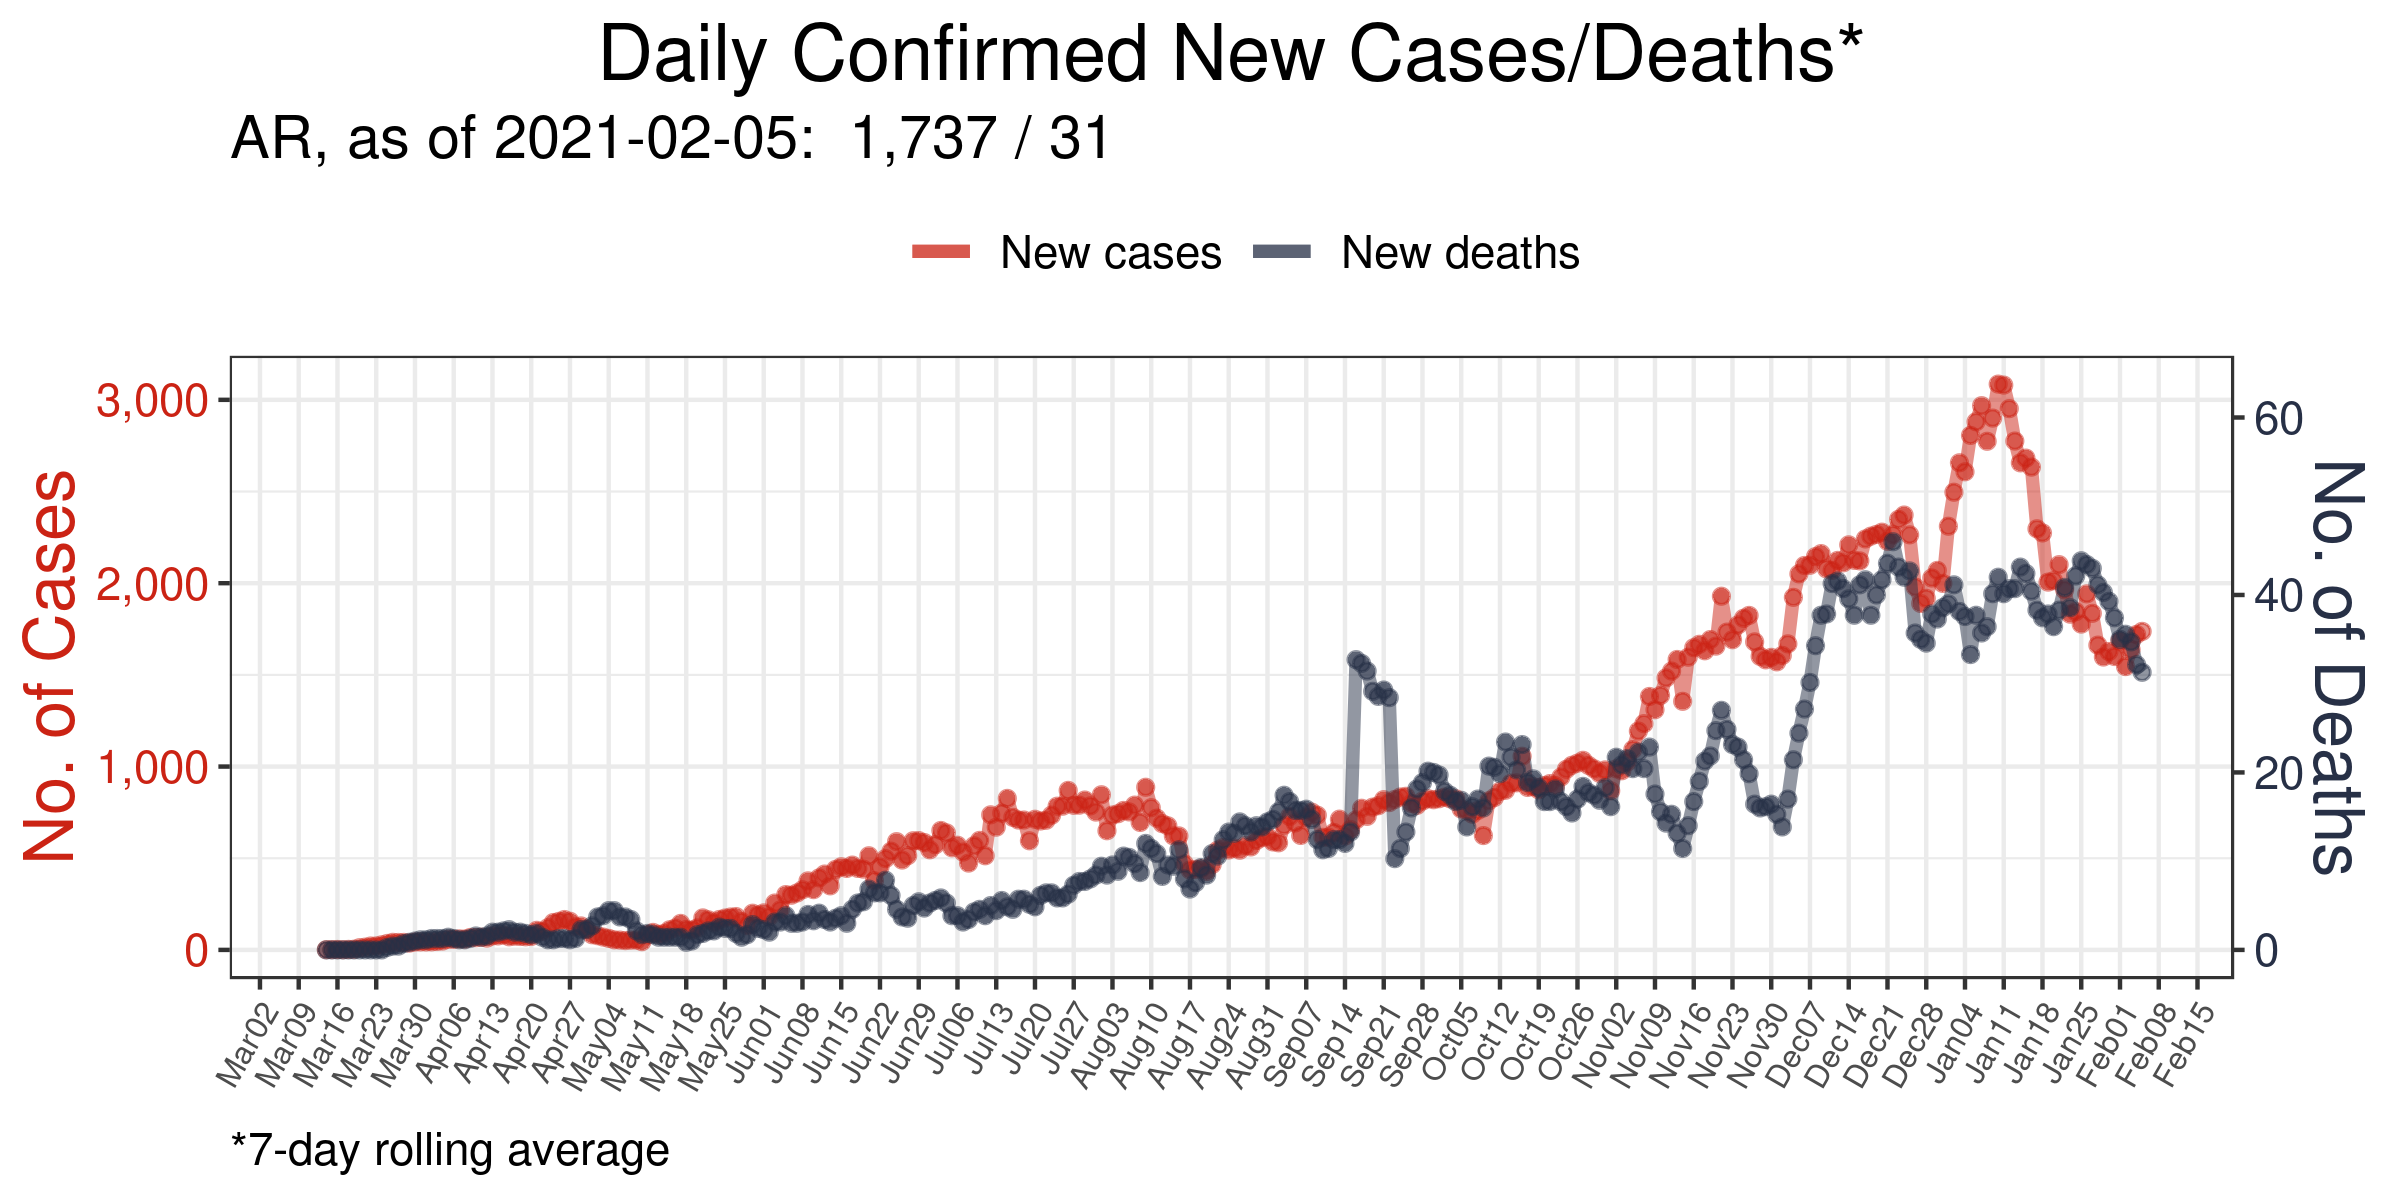 Daily Confirmed New Cases/Deaths*
AR, as of 2021-02-05:  1,737 / 31
New cases
New deaths
No. of Cases
3,000
2,000
1,000
0
60
40
20
0
No. of Deaths
Mar02
Mar09
Mar16
Mar23
Mar30
Apr06
Apr13
Apr20
Apr27
May04
May11
May18
May25
Jun01
Jun08
Jun15
Jun22
Jun29
Jul06
Jul13
Jul20
Jul27
Aug03
Aug10
Aug17
Aug24
Aug31
Sep07
Sep14
Sep21
Sep28
Oct05
Oct12
Oct19
Oct26
Nov02
Nov09
Nov16
Nov23
Nov30
Dec07
Dec14
Dec21
Dec28
Jan04
Jan11
Jan18
Jan25
Feb01
Feb08
Feb15
*7-day rolling average